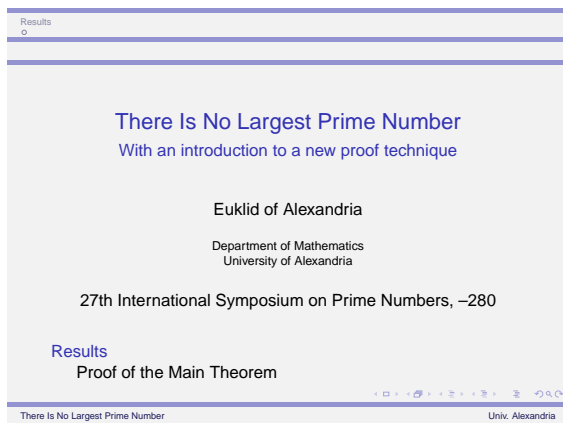 Results
There Is No Largest Prime Number
With an introduction to a new proof technique
Euklid of Alexandria
Department of Mathematics
University of Alexandria
27th International Symposium on Prime Numbers, –280
Results
Proof of the Main Theorem
There Is No Largest Prime Number Univ. Alexandria